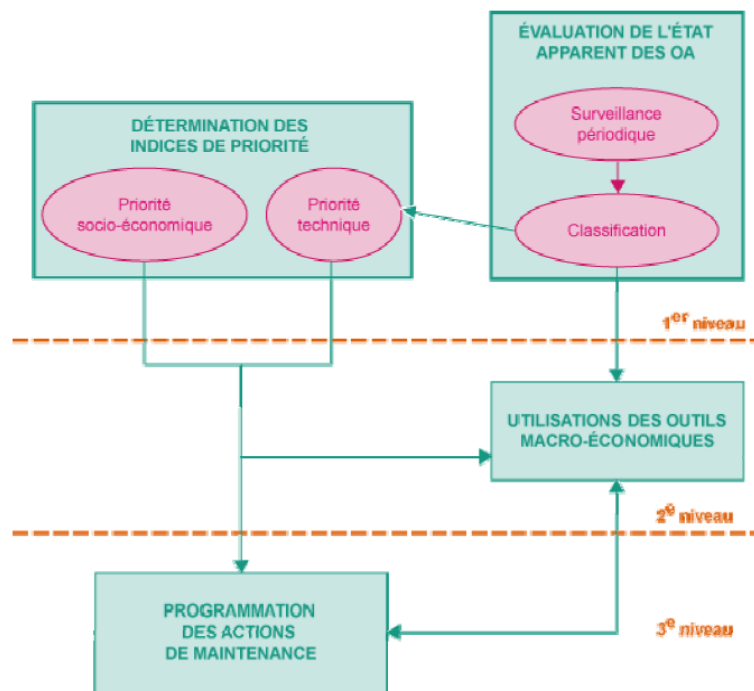 ÉVALUATION DE L'ÉTAT
APPARENT DES OA
Surveillance
périodique
Classification
DÉTERMINATION DES
INDICES DE PRIORITÉ
Priorité
socio-économique
Priorité
technique
1er niveau
UTILISATIONS DES OUTILS
MACRO-ÉCONOMIQUES
2e niveau
PROGRAMMATION
DES ACTIONS
DE MAINTENANCE
3e niveau